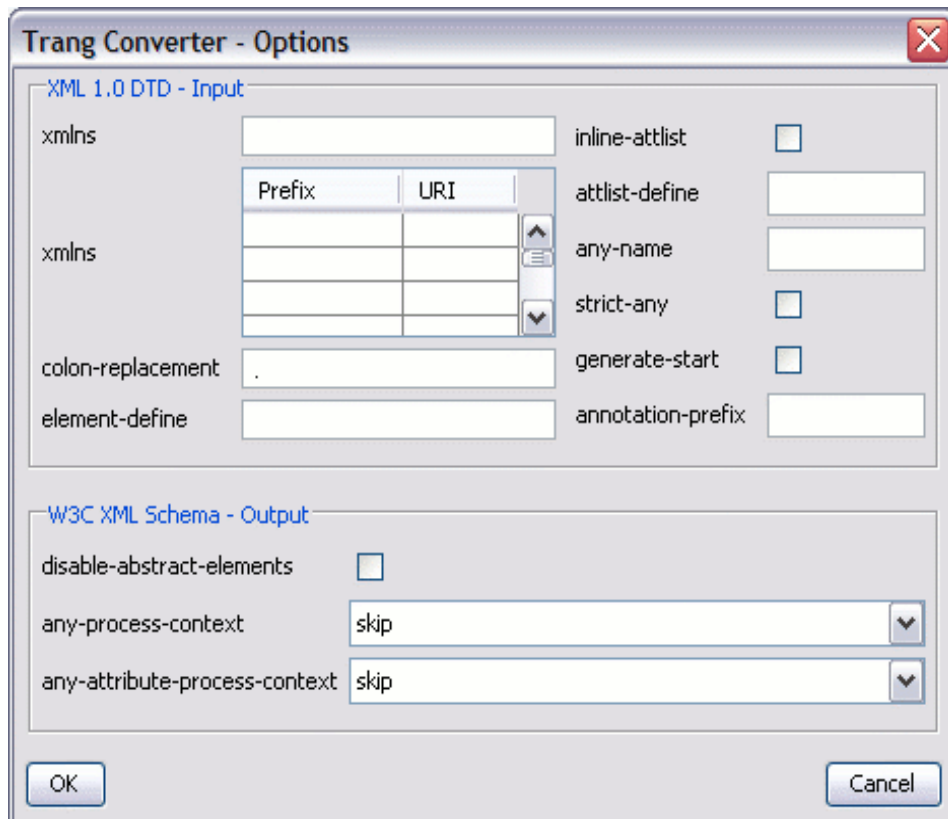 Trang Converter - Options
XML 1.0 DTD - Input
xmlns
inline-attlist
Prefix URI
attlist-define
xmlns
any-name
strict-any
colon-replacement .
generate-start
element-define
annotation-prefix
W3C XML Schema - Output
disable-abstract-elements
any-process-context skip
any-attribute-process-context skip
OK Cancel